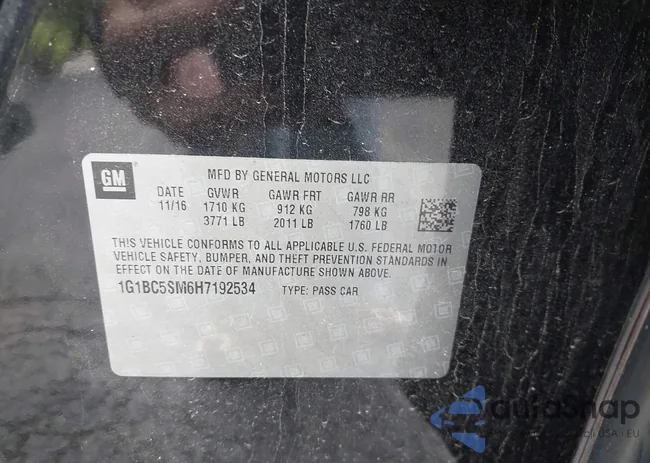 GM
MFD BY GENERAL MOTORS LLC
DATE GVWR GAWR FRT GAWR RR
11/16 1710 KG 912 KG 798 KG
3771 LB 2011 LB 1760 LB
THIS VEHICLE CONFORMS TO ALL APPLICABLE U.S. FEDERAL MOTOR
VEHICLE SAFETY, BUMPER, AND THEFT PREVENTION STANDARDS IN
EFFECT ON THE DATE OF MANUFACTURE SHOWN ABOVE.
1G1BC5SM6H7192534 TYPE: PASS CAR
autoSnap
USA | EU